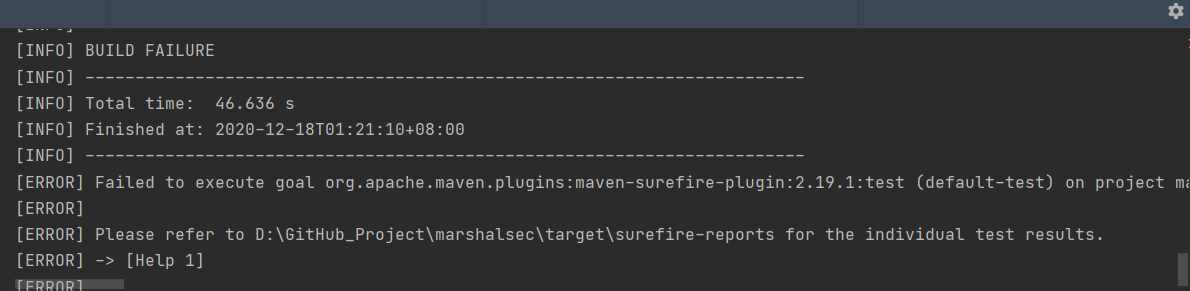 [INFO]
[INFO] BUILD FAILURE
[INFO] ------------------------------------------------------------------------
[INFO] Total time:  46.636 s
[INFO] Finished at: 2020-12-18T01:21:10+08:00
[INFO] ------------------------------------------------------------------------
[ERROR] Failed to execute goal org.apache.maven.plugins:maven-surefire-plugin:2.19.1:test (default-test) on project ma
[ERROR]
[ERROR] Please refer to D:\GitHub_Project\marshalsec\target\surefire-reports for the individual test results.
[ERROR] -> [Help 1]
[ERROR]